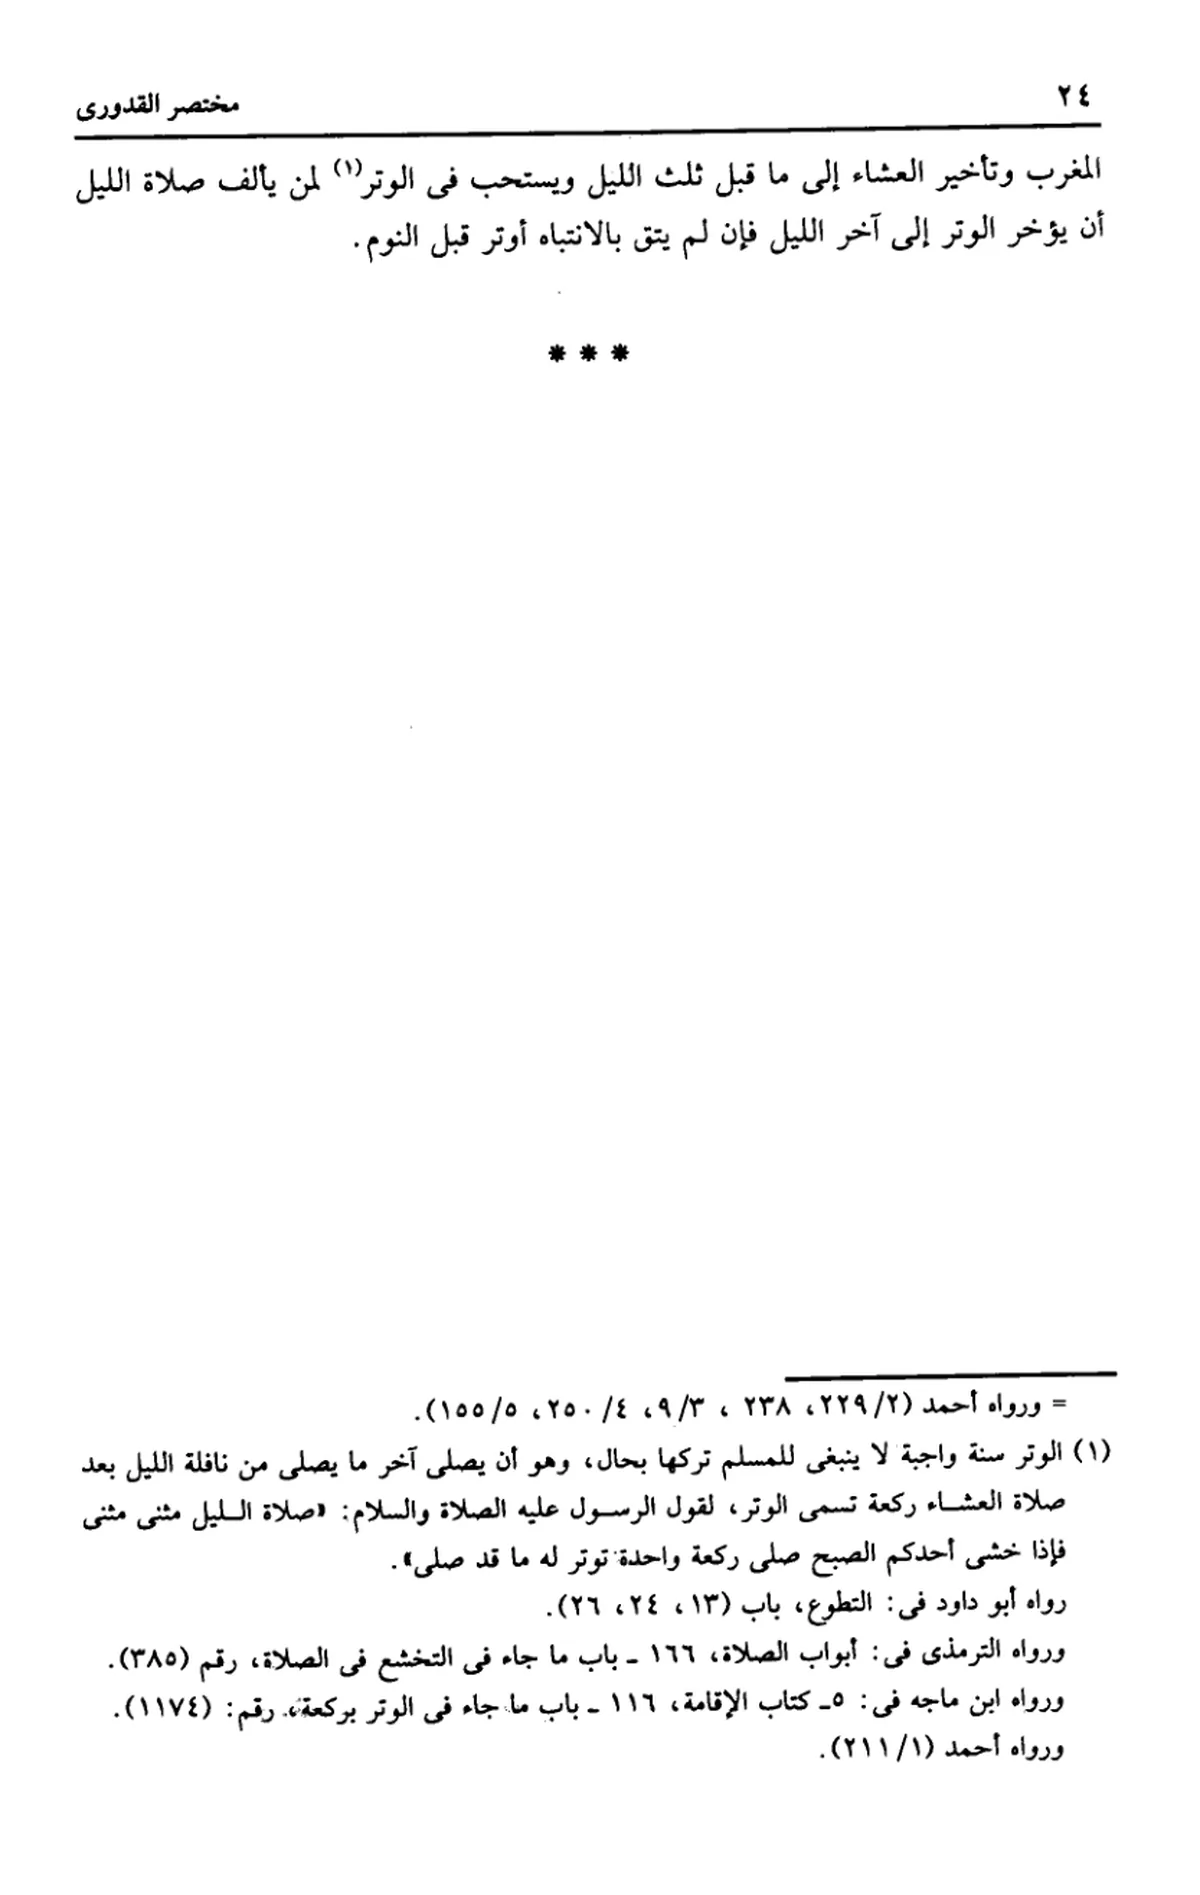 ٢٤
مختصر القدورى
المغرب وتأخير العشاء إلى ما قبل ثلث الليل ويستحب فى الوتر(١) لمن يألف صلاة الليل
أن يؤخر الوتر إلى آخر الليل فإن لم يتق بالانتباه أوتر قبل النوم.
* * *
= ورواه أحمد (٢/ ٢٢٩، ٢٣٨ ، ٣/ ٩، ٤/ ٢٥٠، ٥/ ١٥٥).
(١) الوتر سنة واجبة لا ينبغى للمسلم تركها بحال، وهو أن يصلى آخر ما يصلى من نافلة الليل بعد
صلاة العشاء ركعة تسمى الوتر، لقول الرسول عليه الصلاة والسلام: «صلاة الليل مثنى مثنى
فإذا خشى أحدكم الصبح صلى ركعة واحدة توتر له ما قد صلى».
رواه أبو داود فى: التطوع، باب (١٣، ٢٤، ٢٦).
ورواه الترمذى فى: أبواب الصلاة، ١٦٦ ـ باب ما جاء فى التخشع فى الصلاة، رقم (٣٨٥).
ورواه ابن ماجه فى: ٥ـ كتاب الإقامة، ١١٦ ـ باب ما جاء فى الوتر بركعة، رقم: (١١٧٤).
ورواه أحمد (١/ ٢١١).